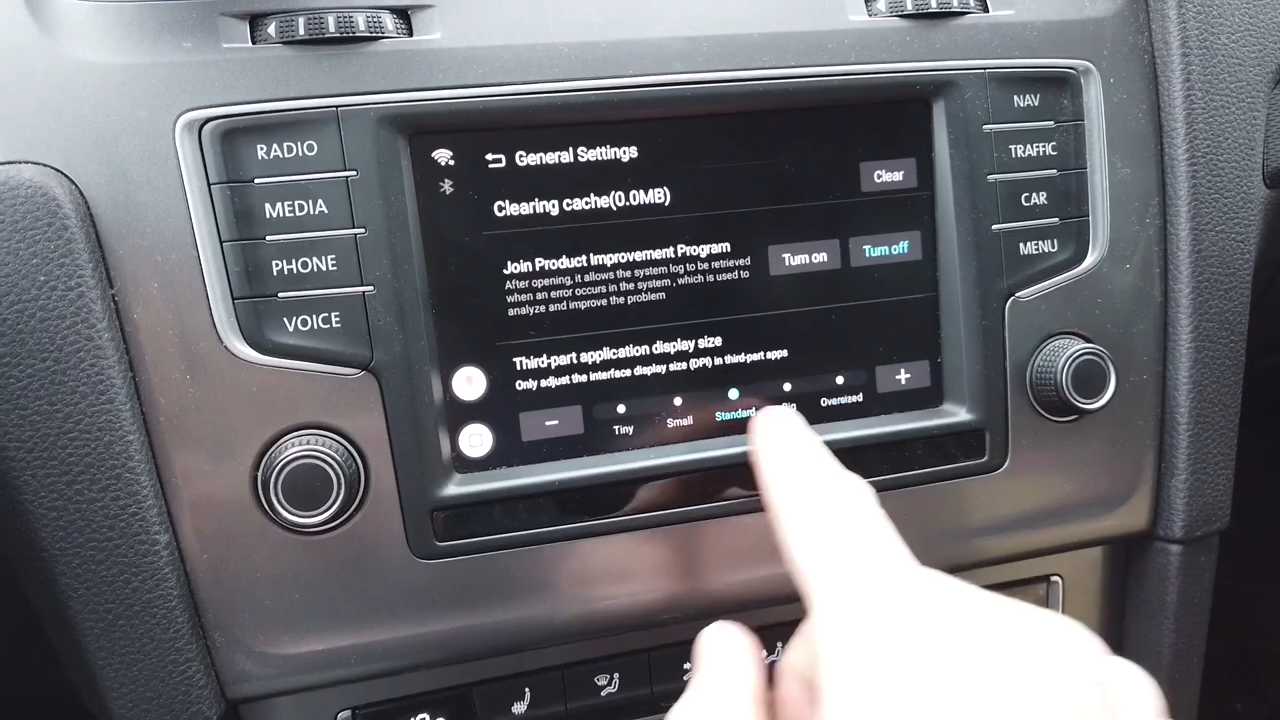 RADIO
MEDIA
PHONE
VOICE
General Settings
Clearing cache(0.0MB)
Clear
Join Product Improvement Program
After opening, it allows the system log to be retrieved
when an error occurs in the system , which is used to
analyze and improve the problem
Turn on
Turn off
Third-part application display size
Only adjust the interface display size (DPI) in third-part apps
−
Tiny
Small
Standard
Big
Oversized
+
NAV
TRAFFIC
CAR
MENU